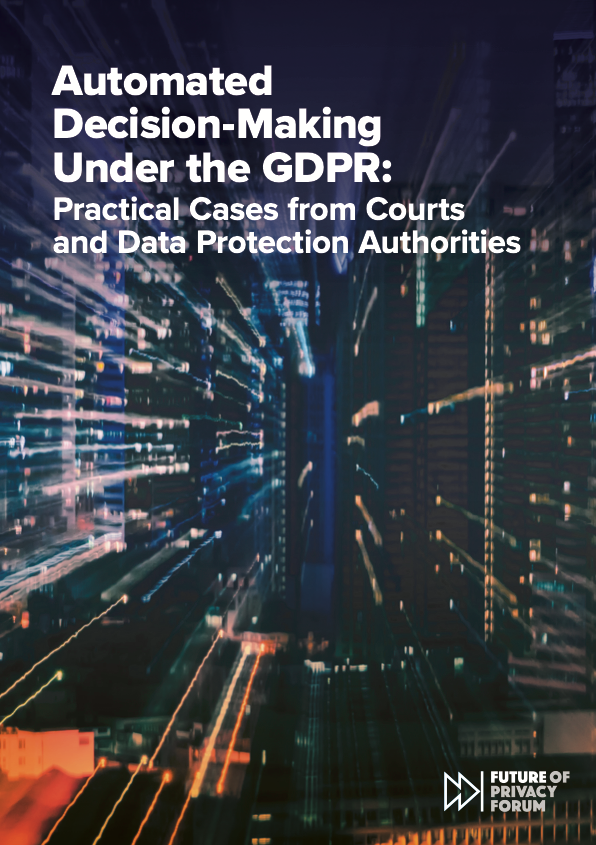 Automated
Decision-Making
Under the GDPR:
Practical Cases from Courts
and Data Protection Authorities
FUTURE OF
PRIVACY
FORUM